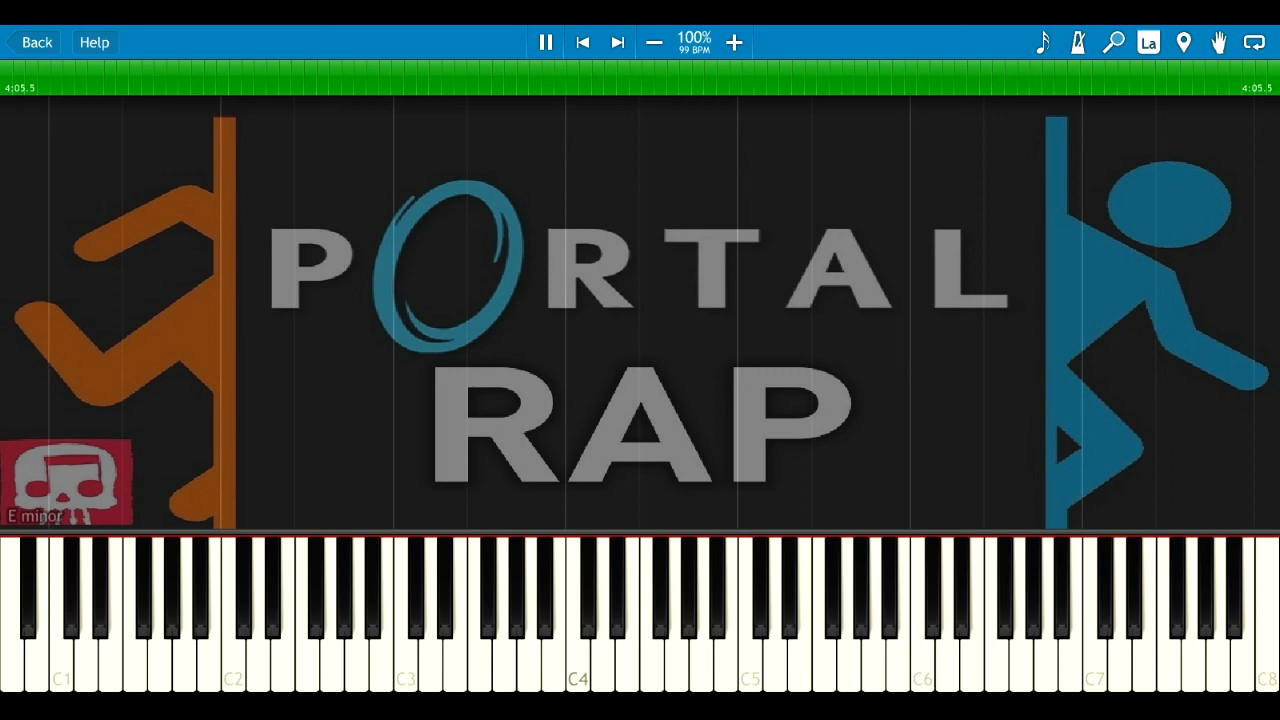 Back Help 100% La
99 BPM
4:05.5 4:05.5
PORTAL
RAP
E minor
C1 C2 C3 C4 C5 C6 C7 C8